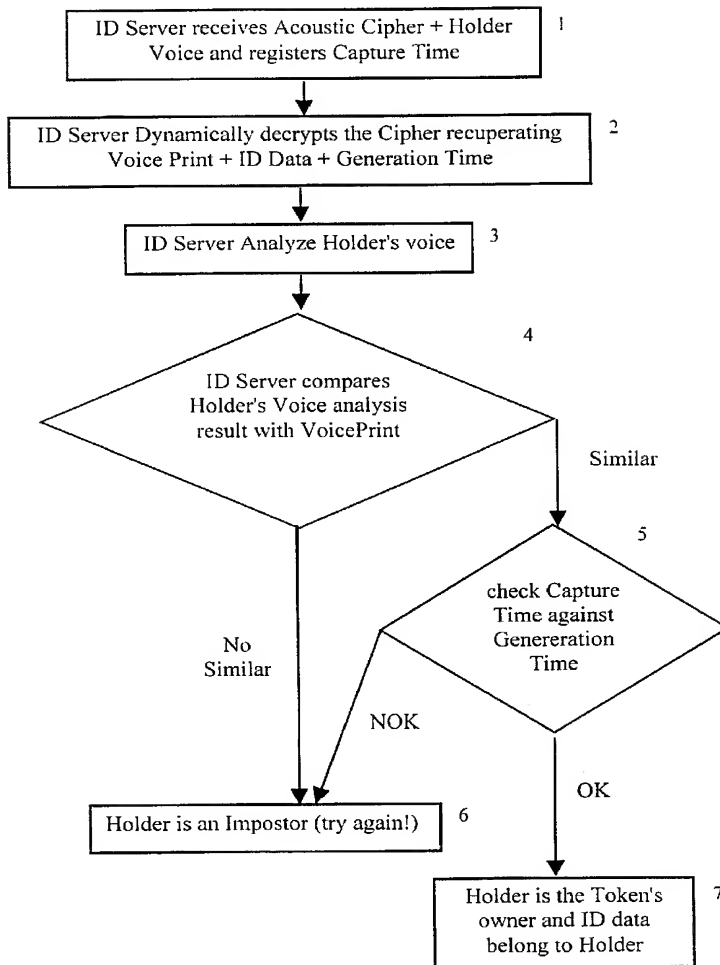 ID Server receives Acoustic Cipher + Holder
Voice and registers Capture Time
1
ID Server Dynamically decrypts the Cipher recuperating
Voice Print + ID Data + Generation Time
2
ID Server Analyze Holder's voice
3
4
ID Server compares
Holder's Voice analysis
result with VoicePrint
Similar
5
check Capture
Time against
Genereration
Time
No
Similar
NOK
OK
Holder is an Impostor (try again!)
6
Holder is the Token's
owner and ID data
belong to Holder
7